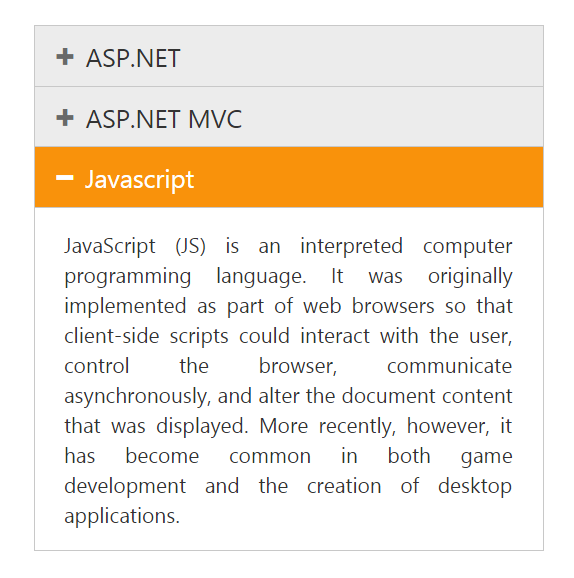 ASP.NET
ASP.NET MVC
Javascript
JavaScript (JS) is an interpreted computer
programming language. It was originally
implemented as part of web browsers so that
client-side scripts could interact with the user,
control the browser, communicate
asynchronously, and alter the document content
that was displayed. More recently, however, it
has become common in both game
development and the creation of desktop
applications.